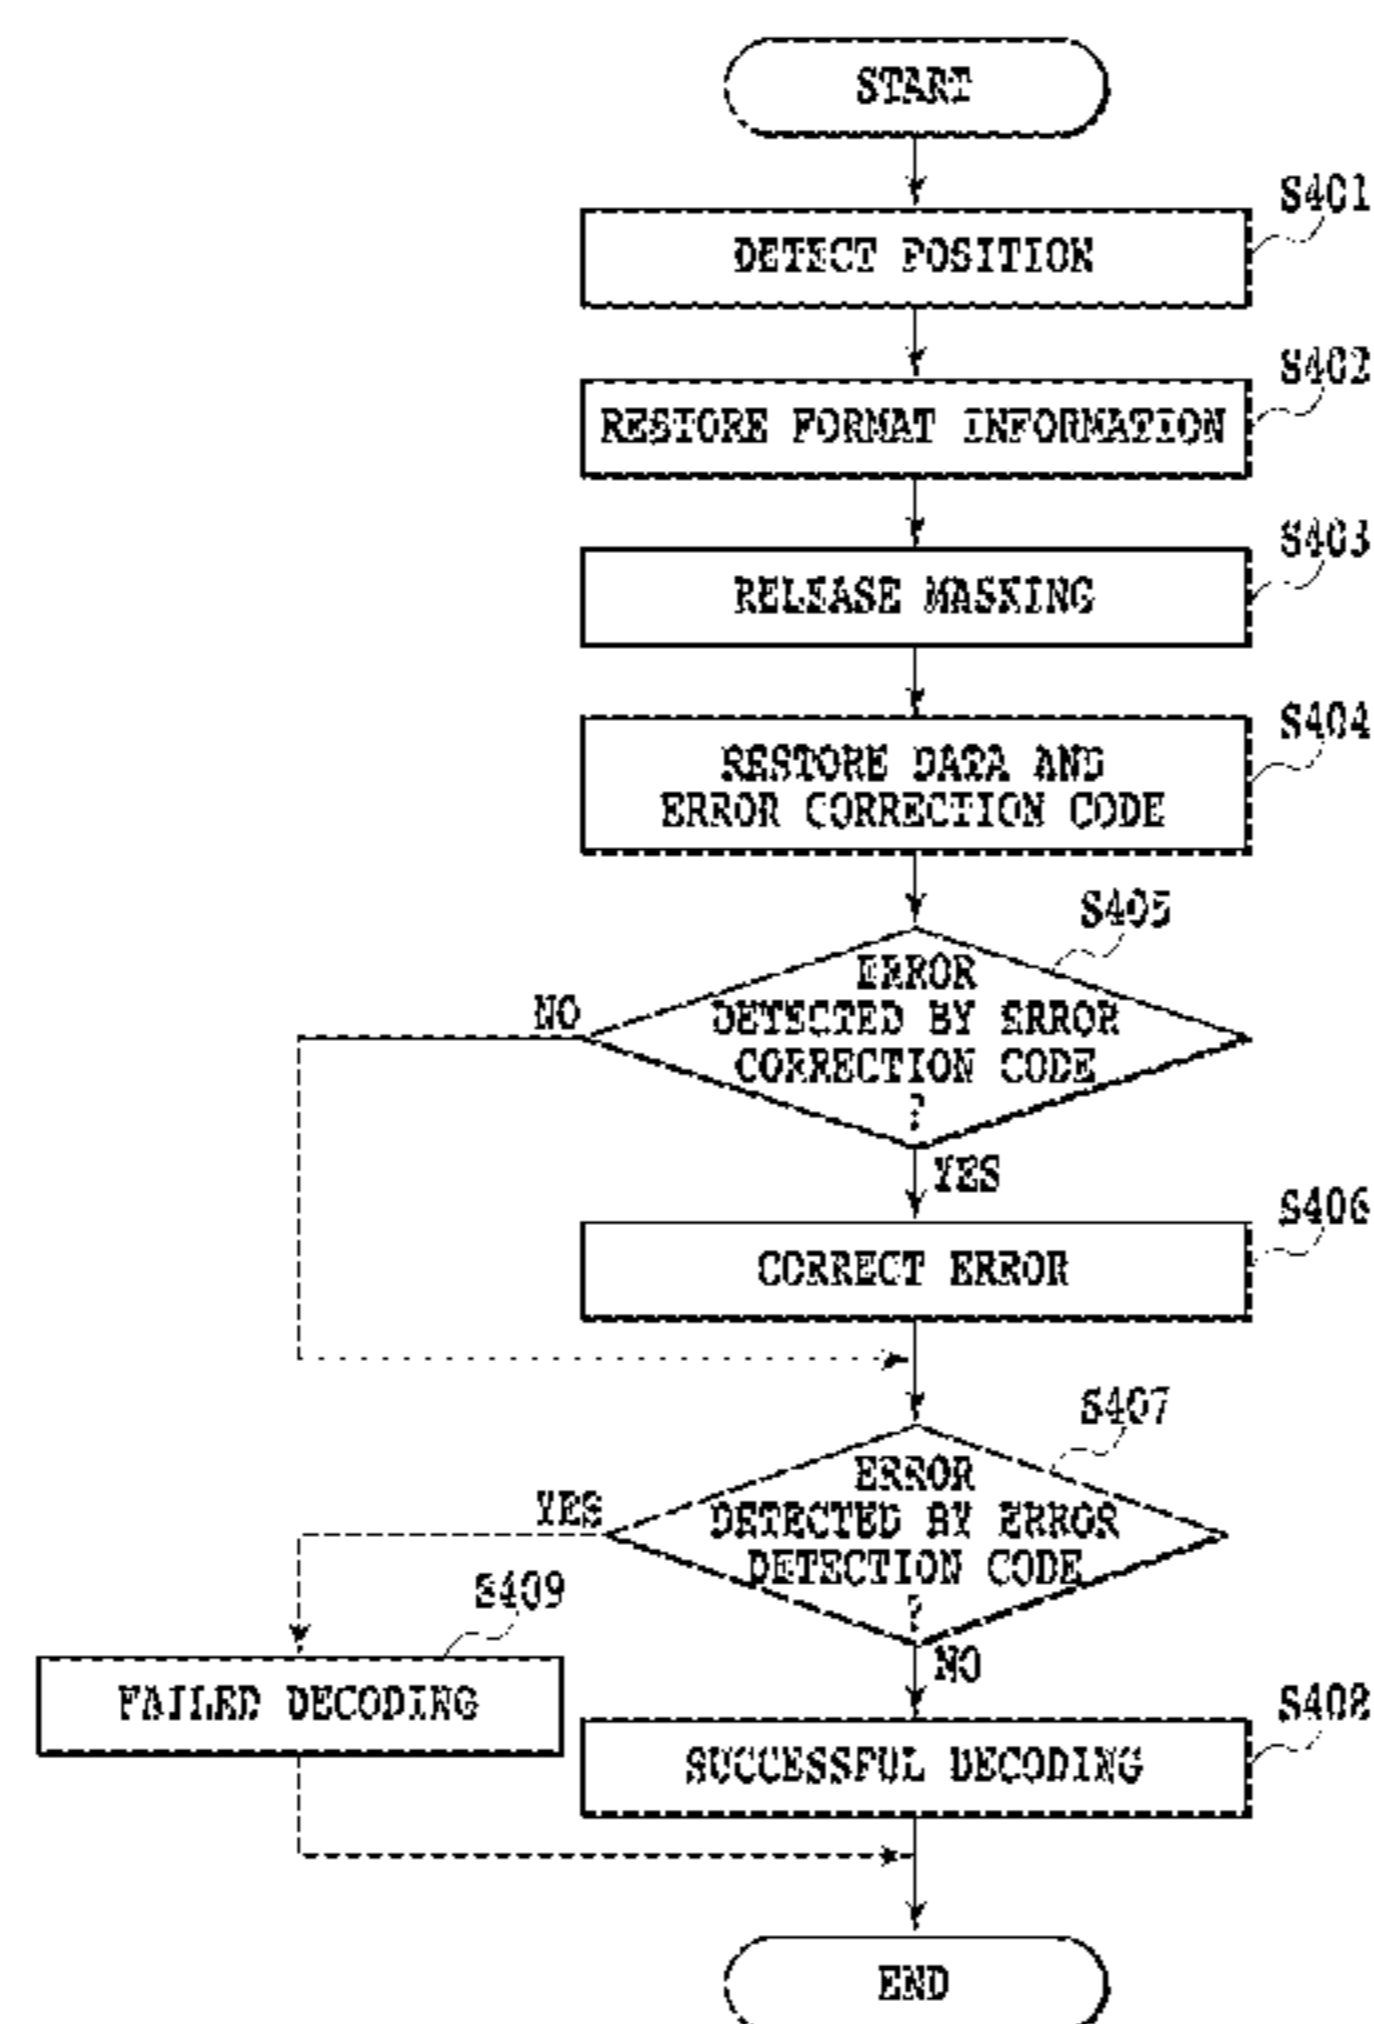 START
S401
DETECT POSITION
S402
RESTORE FORMAT INFORMATION
S403
RELEASE MASKING
S404
RESTORE DATA AND
ERROR CORRECTION CODE
S405
ERROR
DETECTED BY ERROR
CORRECTION CODE
?
NO
YES
S406
CORRECT ERROR
S407
ERROR
DETECTED BY ERROR
DETECTION CODE
?
YES
NO
S409
FAILED DECODING
S408
SUCCESSFUL DECODING
END